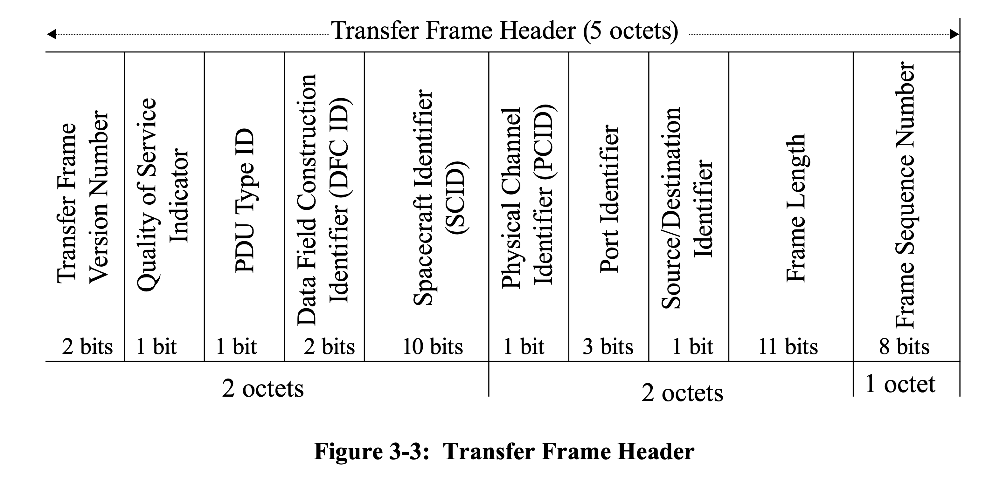 Transfer Frame Header (5 octets)
Transfer Frame
Version Number
2 bits
Quality of Service
Indicator
1 bit
PDU Type ID
1 bit
Data Field Construction
Identifier (DFC ID)
2 bits
Spacecraft Identifier
(SCID)
10 bits
Physical Channel
Identifier (PCID)
1 bit
Port Identifier
3 bits
Source/Destination
Identifier
1 bit
Frame Length
11 bits
Frame Sequence Number
8 bits
2 octets
2 octets
1 octet
Figure 3-3: Transfer Frame Header